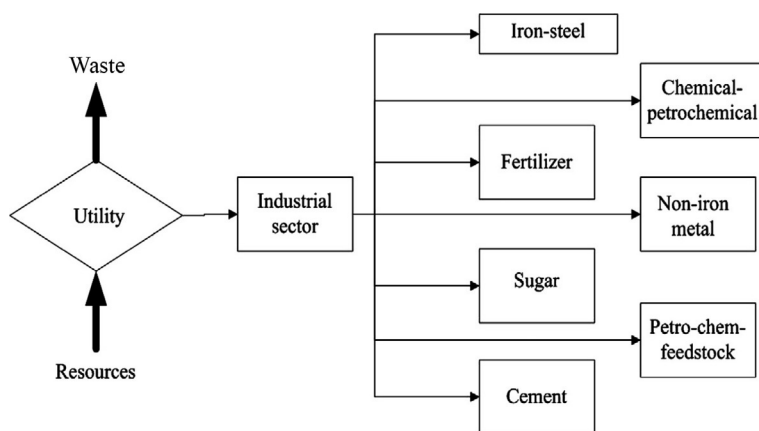 Waste
Utility
Resources
Industrial
sector
Iron-steel
Chemical-
petrochemical
Fertilizer
Non-iron
metal
Sugar
Petro-chem-
feedstock
Cement